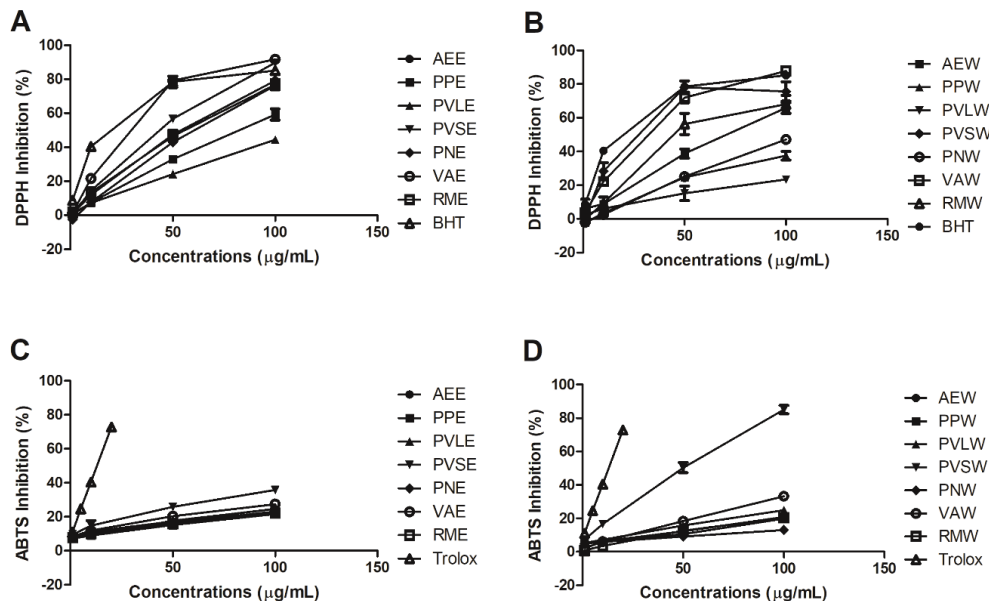 A
DPPH Inhibition (%)
100
80
60
40
20
0
-20
50
100
150
Concentrations (μg/mL)
AEE
PPE
PVLE
PVSE
PNE
VAE
RME
BHT
B
DPPH Inhibition (%)
100
80
60
40
20
0
-20
50
100
150
Concentrations (μg/mL)
AEW
PPW
PVLW
PVSW
PNW
VAW
RMW
BHT
C
ABTS Inhibition (%)
100
80
60
40
20
0
50
100
150
Concentrations (μg/mL)
AEE
PPE
PVLE
PVSE
PNE
VAE
RME
Trolox
D
ABTS Inhibition (%)
100
80
60
40
20
0
50
100
150
Concentrations (μg/mL)
AEW
PPW
PVLW
PVSW
PNW
VAW
RMW
Trolox